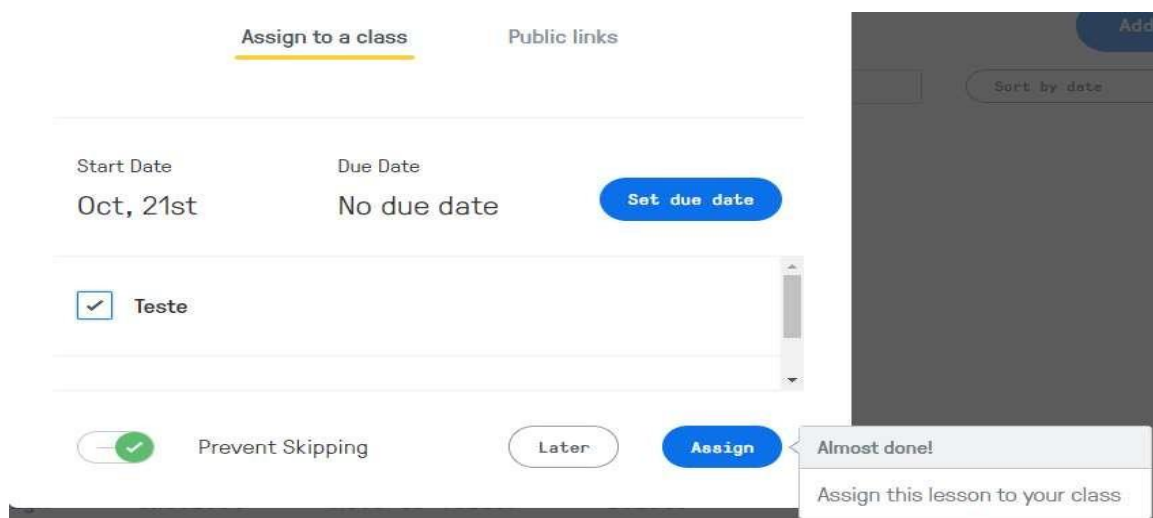 Assign to a class Public links
Add
Sort by date
Start Date Due Date
Oct, 21st No due date Set due date
Teste
Prevent Skipping Later Assign
Almost done!
Assign this lesson to your class